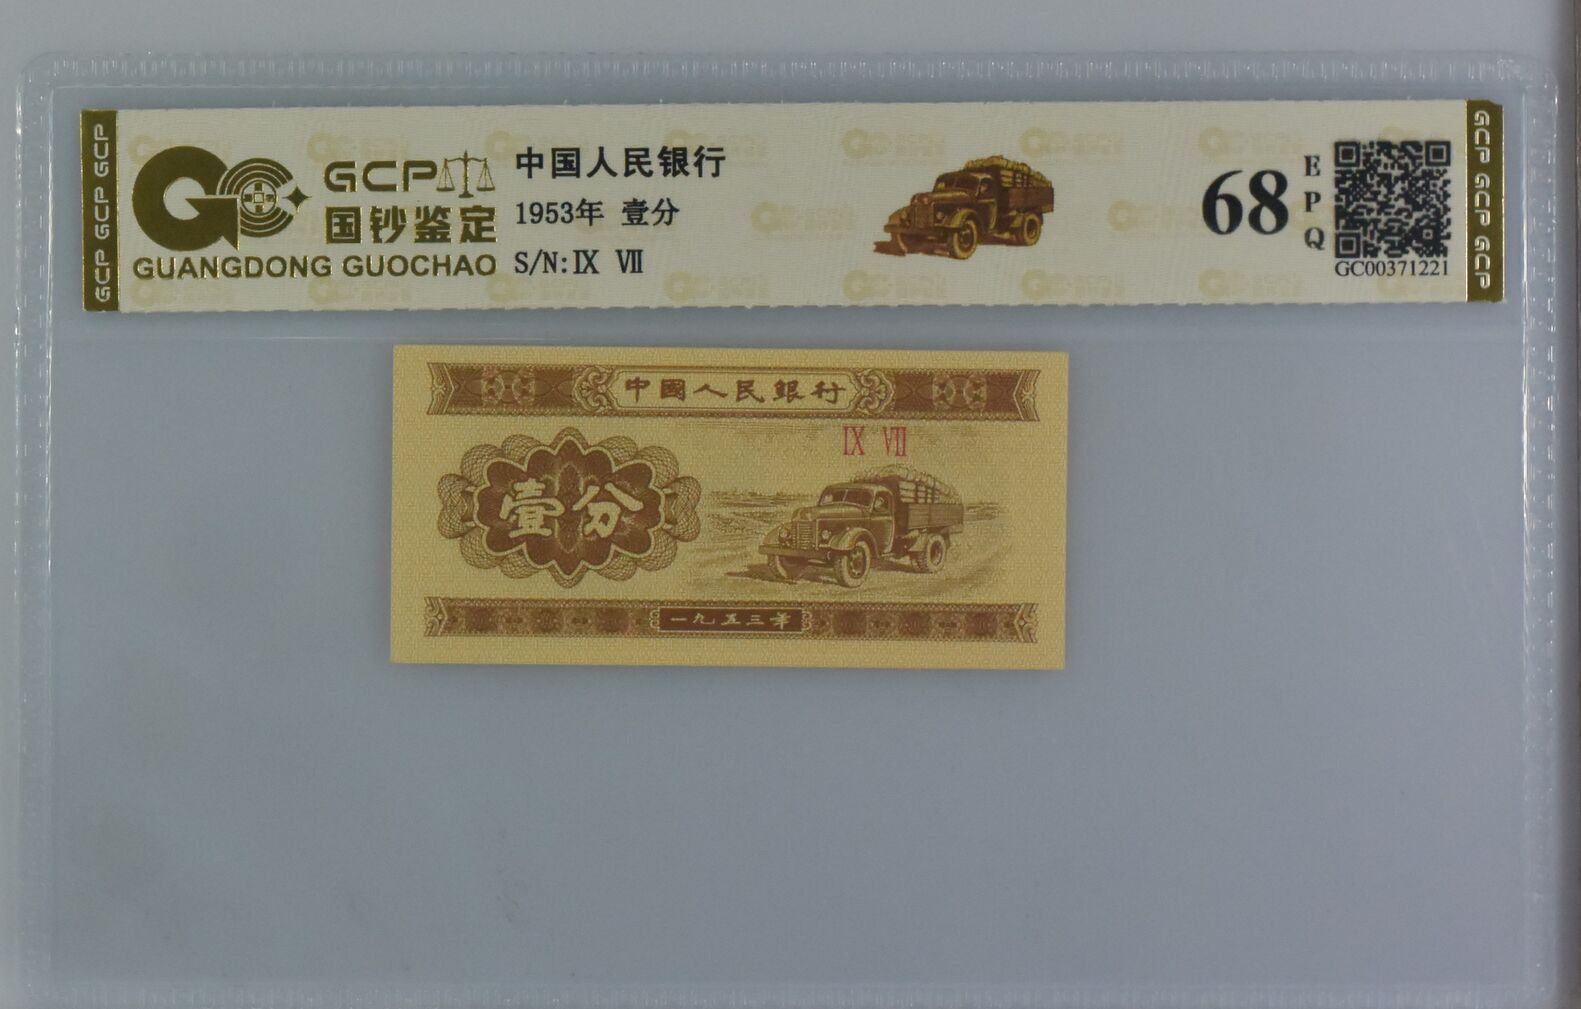 GCP GCP GCP
GCP
国钞鉴定
GUANGDONG GUOCHAO
中国人民银行
1953年 壹分
S/N:Ⅸ Ⅶ
68
E
P
Q
GC00371221
GCP GCP GCP
中國人民銀行
Ⅸ Ⅶ
壹分
一九五三年